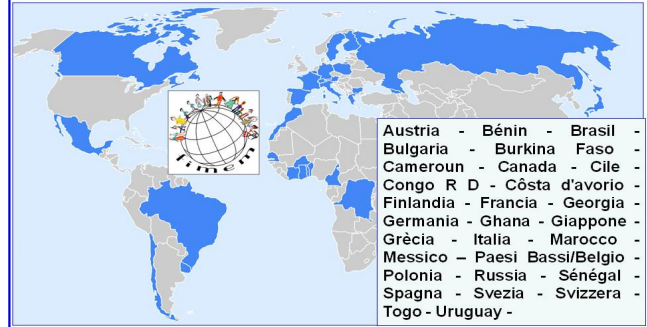 fimem
Austria - Bénin - Brasil -
Bulgaria - Burkina Faso -
Cameroun - Canada - Cile -
Congo R D - Côsta d'avorio -
Finlandia - Francia - Georgia -
Germania - Ghana - Giappone -
Grècia - Italia - Marocco -
Messico – Paesi Bassi/Belgio -
Polonia - Russia - Sénégal -
Spagna - Svezia - Svizzera -
Togo - Uruguay -